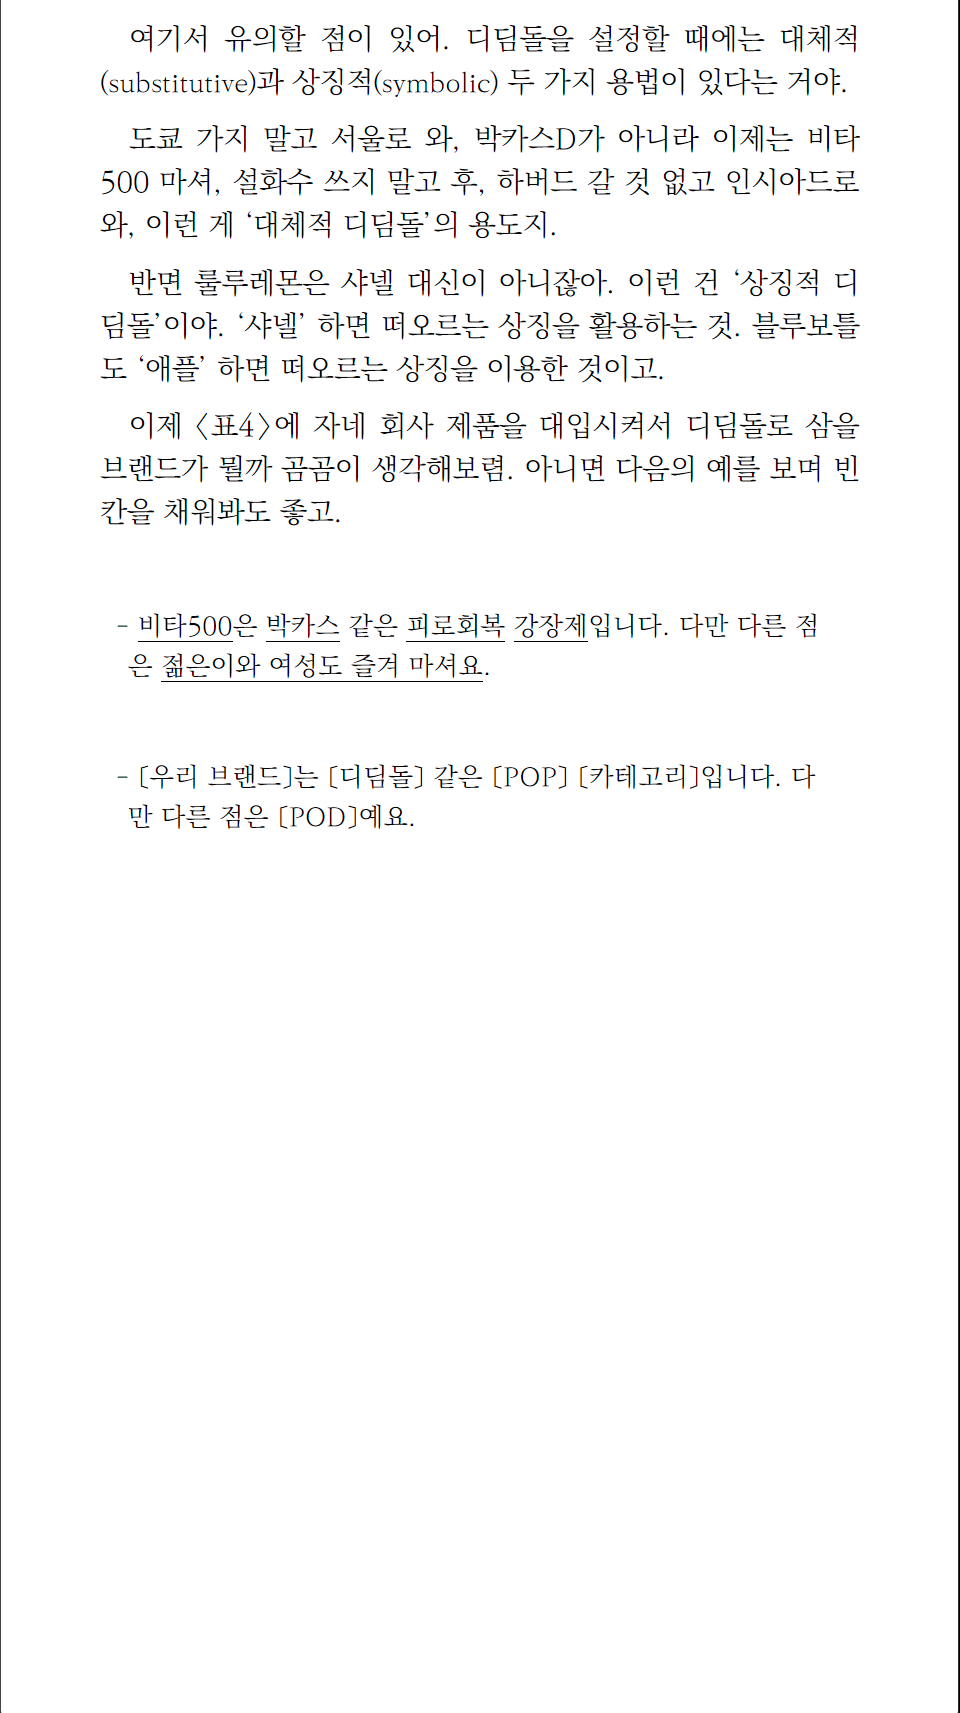 여기서 유의할 점이 있어. 디딤돌을 설정할 때에는 대체적
(substitutive)과 상징적(symbolic) 두 가지 용법이 있다는 거야.
도쿄 가지 말고 서울로 와, 박카스D가 아니라 이제는 비타
500 마셔, 설화수 쓰지 말고 후, 하버드 갈 것 없고 인시아드로
와, 이런 게 ‘대체적 디딤돌’의 용도지.
반면 룰루레몬은 샤넬 대신이 아니잖아. 이런 건 ‘상징적 디
딤돌’이야. ‘샤넬’ 하면 떠오르는 상징을 활용하는 것. 블루보틀
도 ‘애플’ 하면 떠오르는 상징을 이용한 것이고.
이제 〈표4〉에 자네 회사 제품을 대입시켜서 디딤돌로 삼을
브랜드가 뭘까 곰곰이 생각해보렴. 아니면 다음의 예를 보며 빈
칸을 채워봐도 좋고.
- 비타500은 박카스 같은 피로회복 강장제입니다. 다만 다른 점
은 젊은이와 여성도 즐겨 마셔요.
- [우리 브랜드]는 [디딤돌] 같은 [POP] [카테고리]입니다. 다
만 다른 점은 [POD]예요.